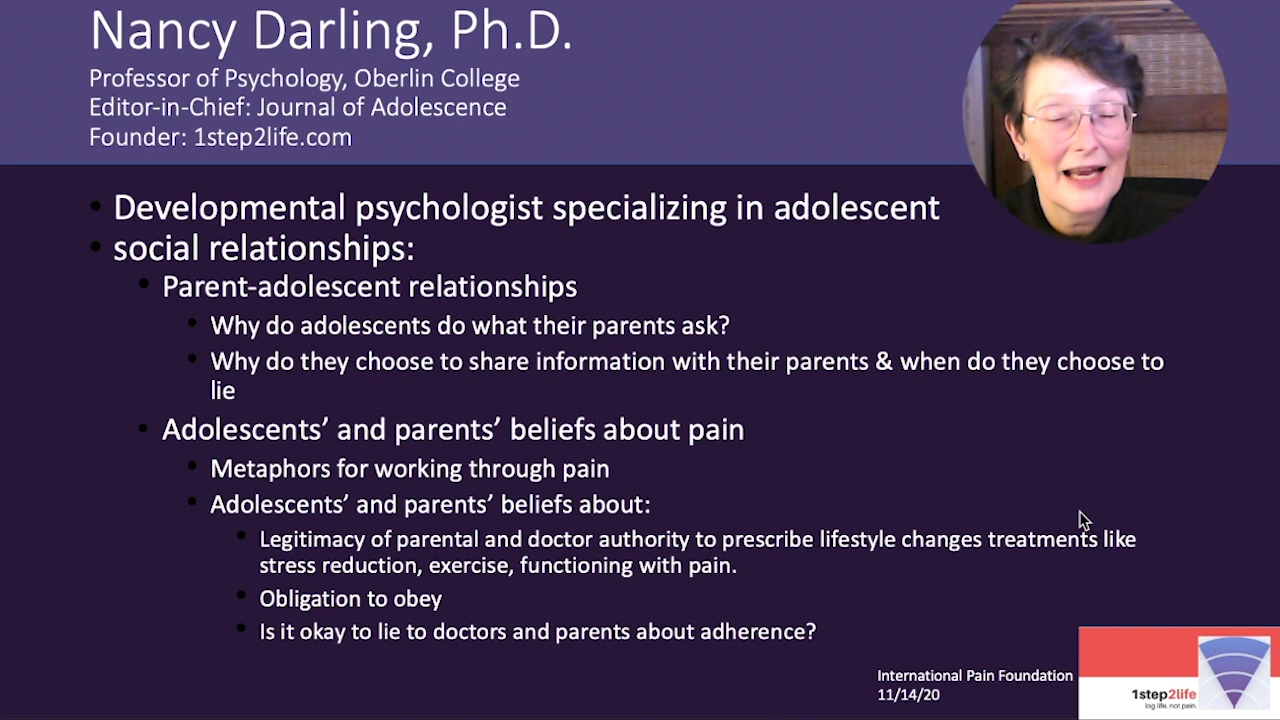 Nancy Darling, Ph.D.
Professor of Psychology, Oberlin College
Editor-in-Chief: Journal of Adolescence
Founder: 1step2life.com
Developmental psychologist specializing in adolescent
social relationships:
Parent-adolescent relationships
Why do adolescents do what their parents ask?
Why do they choose to share information with their parents & when do they choose to
lie
Adolescents’ and parents’ beliefs about pain
Metaphors for working through pain
Adolescents’ and parents’ beliefs about:
Legitimacy of parental and doctor authority to prescribe lifestyle changes treatments like
stress reduction, exercise, functioning with pain.
Obligation to obey
Is it okay to lie to doctors and parents about adherence?
International Pain Foundation
11/14/20
1step2life
log life, not pain.